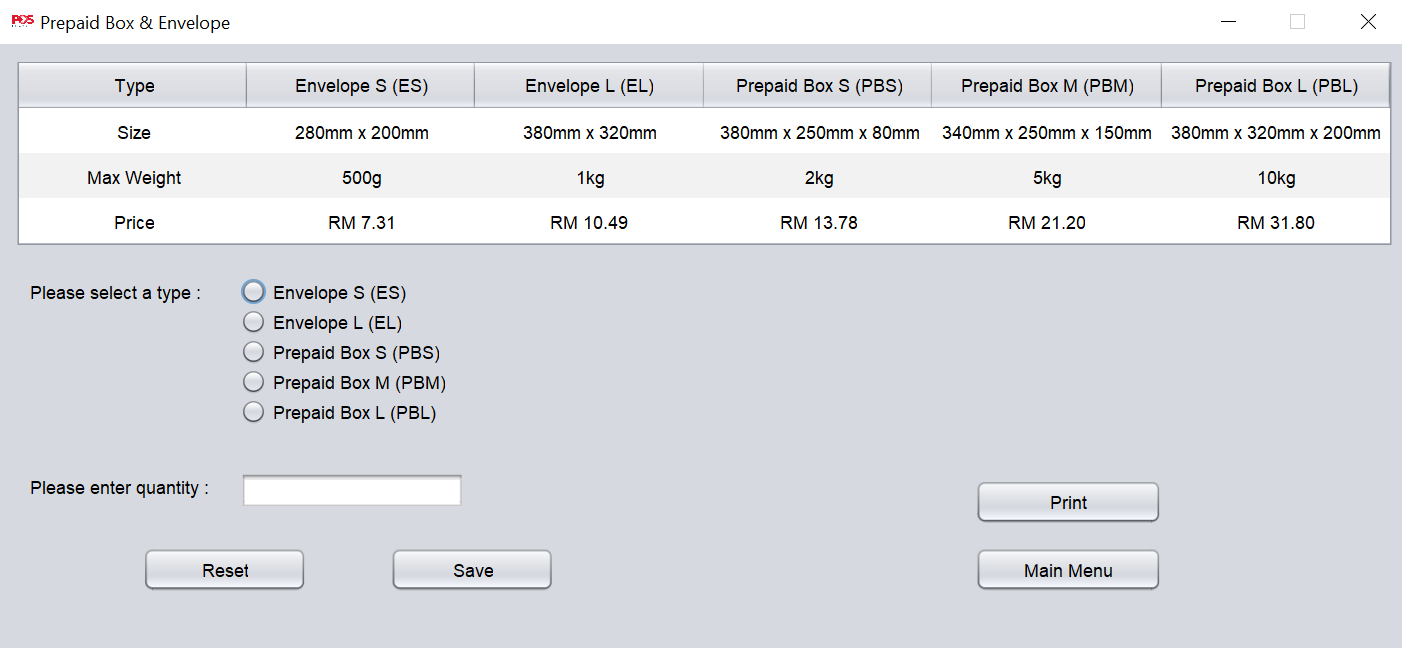 POS Prepaid Box & Envelope
Type Envelope S (ES) Envelope L (EL) Prepaid Box S (PBS) Prepaid Box M (PBM) Prepaid Box L (PBL)
Size 280mm x 200mm 380mm x 320mm 380mm x 250mm x 80mm 340mm x 250mm x 150mm 380mm x 320mm x 200mm
Max Weight 500g 1kg 2kg 5kg 10kg
Price RM 7.31 RM 10.49 RM 13.78 RM 21.20 RM 31.80
Please select a type : Envelope S (ES)
Envelope L (EL)
Prepaid Box S (PBS)
Prepaid Box M (PBM)
Prepaid Box L (PBL)
Please enter quantity :
Print
Reset Save Main Menu